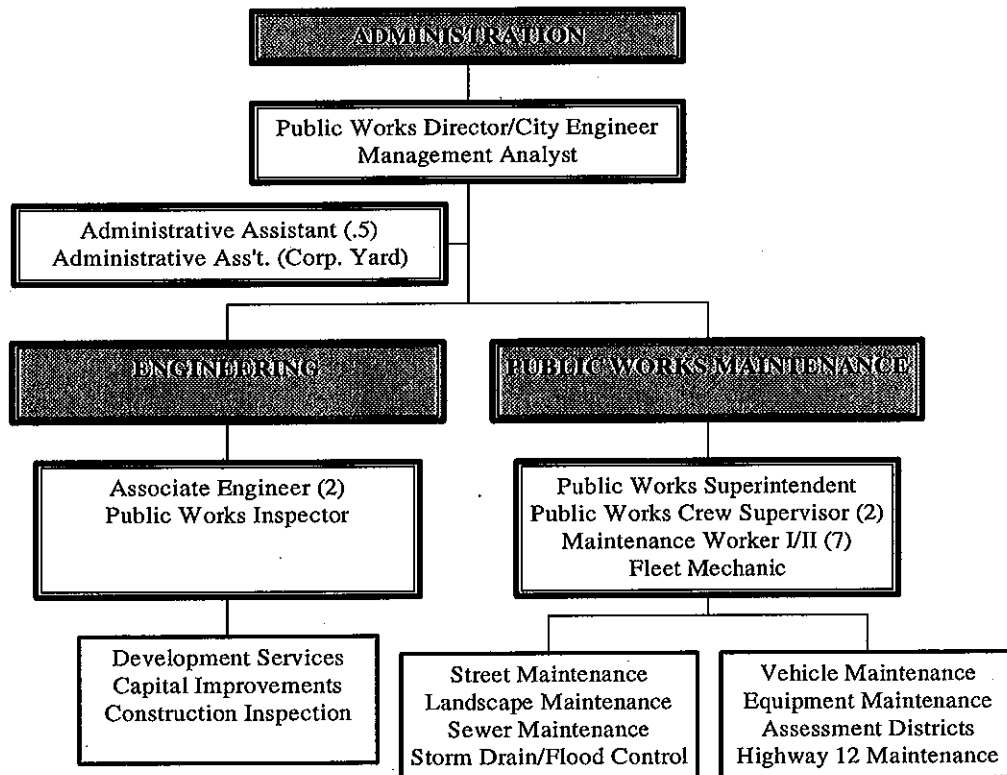 ADMINISTRATION
Public Works Director/City Engineer
Management Analyst
Administrative Assistant (.5)
Administrative Ass't. (Corp. Yard)
ENGINEERING
PUBLIC WORKS MAINTENANCE
Associate Engineer (2)
Public Works Inspector
Public Works Superintendent
Public Works Crew Supervisor (2)
Maintenance Worker I/II (7)
Fleet Mechanic
Development Services
Capital Improvements
Construction Inspection
Street Maintenance
Landscape Maintenance
Sewer Maintenance
Storm Drain/Flood Control
Vehicle Maintenance
Equipment Maintenance
Assessment Districts
Highway 12 Maintenance